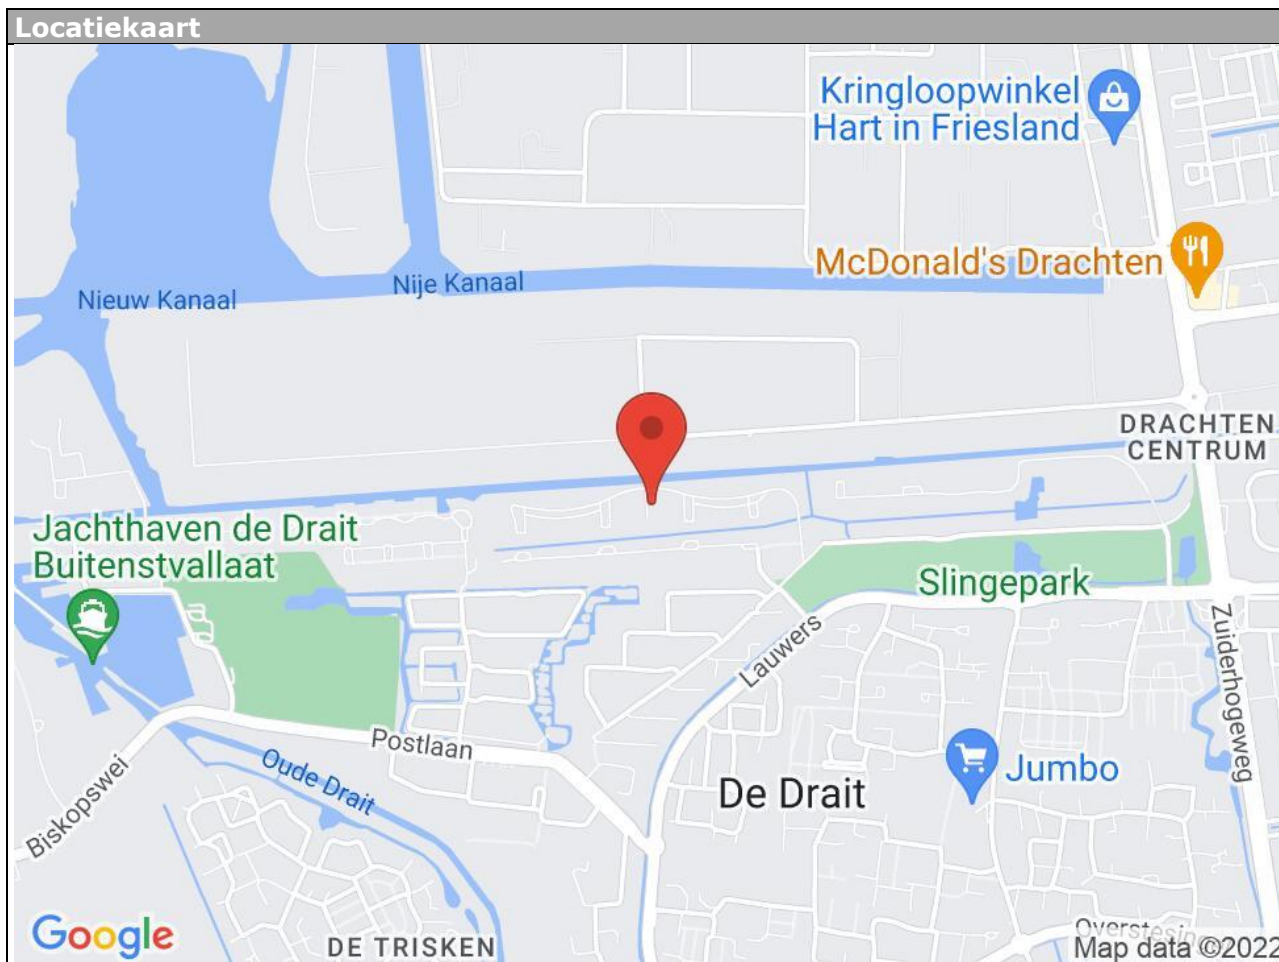 Locatiekaart
Kringloopwinkel
Hart in Friesland
McDonald's Drachten
Nieuw Kanaal
Nije Kanaal
DRACHTEN
CENTRUM
Jachthaven de Drait
Buitenstvallaat
Slingepark
Lauwers
Zuiderhogeweg
Postlaan
Oude Drait
Biskopswei
De Drait
Jumbo
DE TRISKEN
Google
Map data ©2022